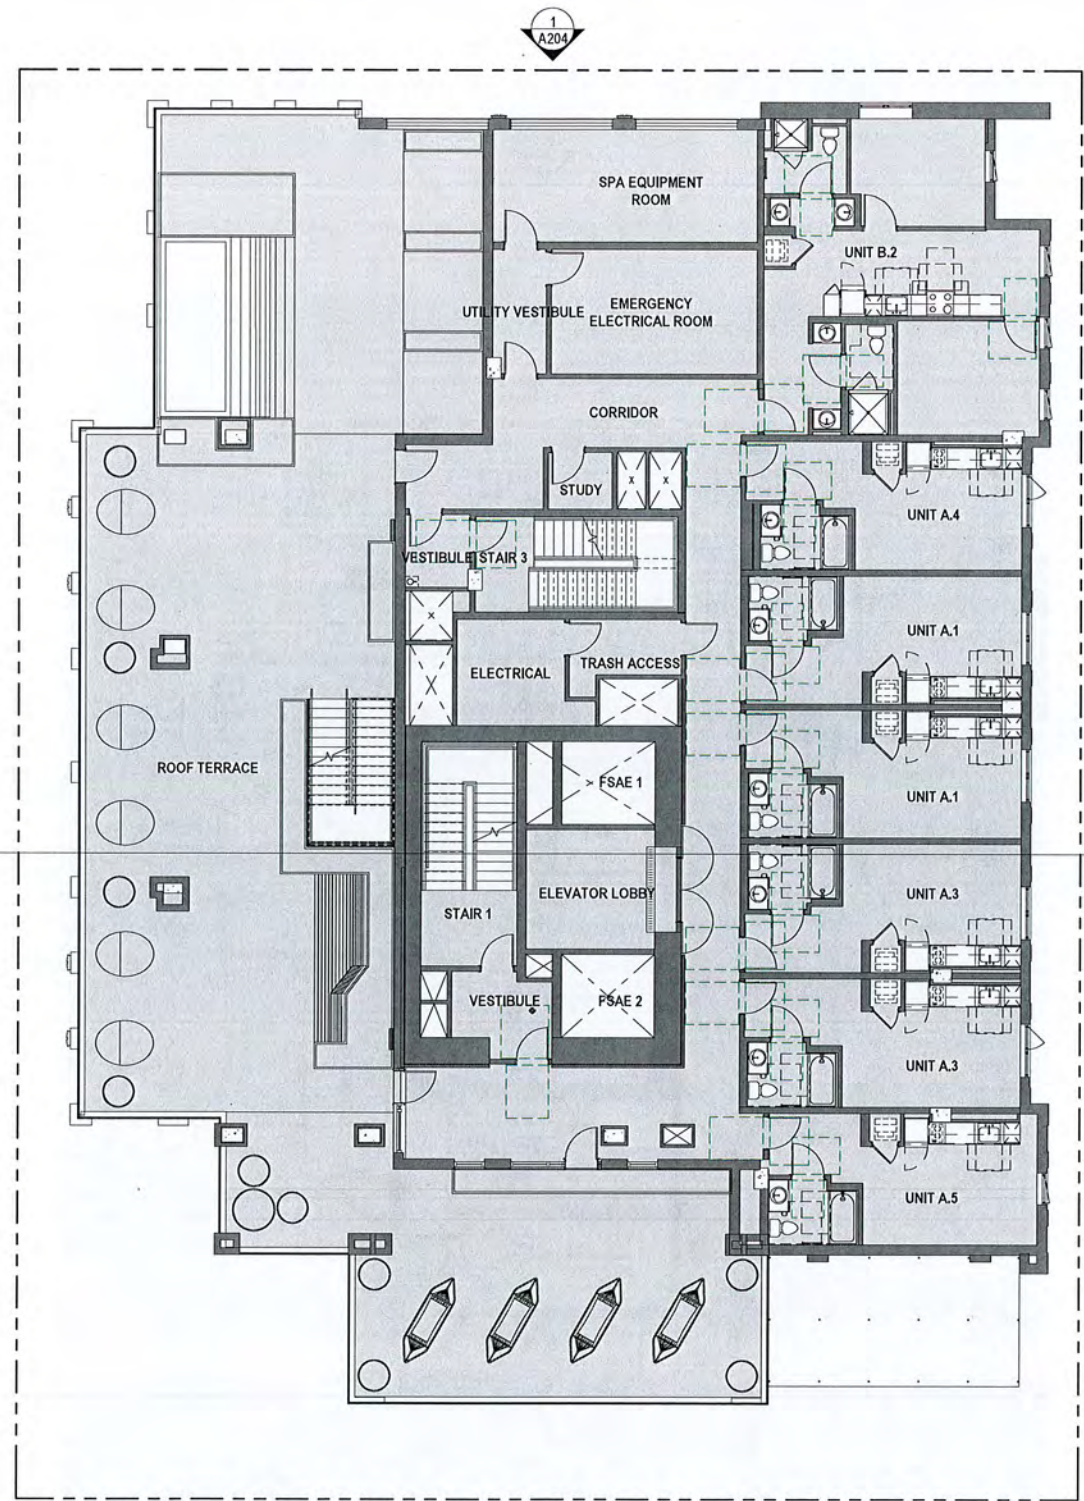 1
A204
SPA EQUIPMENT
ROOM
UNIT B.2
UTILITY VESTIBULE
EMERGENCY
ELECTRICAL ROOM
CORRIDOR
STUDY
UNIT A.4
VESTIBULE
STAIR 3
X
X
X
UNIT A.1
TRASH ACCESS
ELECTRICAL
ROOF TERRACE
FSAE 1
UNIT A.1
ELEVATOR LOBBY
UNIT A.3
STAIR 1
VESTIBULE
FSAE 2
UNIT A.3
UNIT A.5